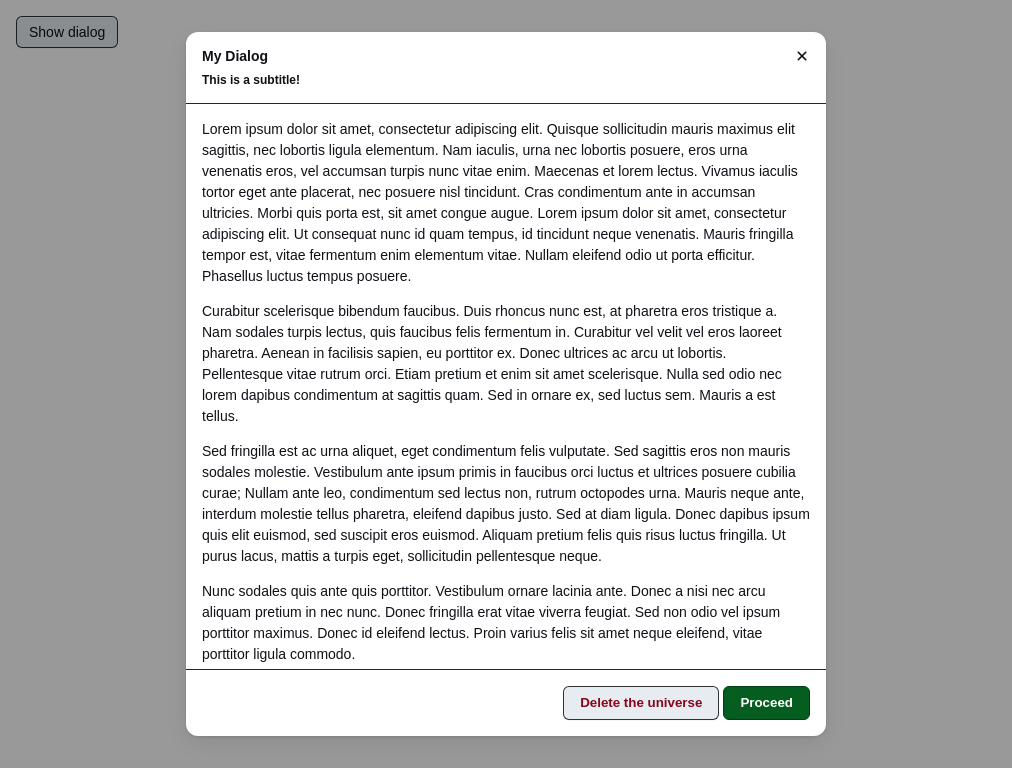 Show dialog
My Dialog
This is a subtitle!
Lorem ipsum dolor sit amet, consectetur adipiscing elit. Quisque sollicitudin mauris maximus elit
sagittis, nec lobortis ligula elementum. Nam iaculis, urna nec lobortis posuere, eros urna
venenatis eros, vel accumsan turpis nunc vitae enim. Maecenas et lorem lectus. Vivamus iaculis
tortor eget ante placerat, nec posuere nisl tincidunt. Cras condimentum ante in accumsan
ultricies. Morbi quis porta est, sit amet congue augue. Lorem ipsum dolor sit amet, consectetur
adipiscing elit. Ut consequat nunc id quam tempus, id tincidunt neque venenatis. Mauris fringilla
tempor est, vitae fermentum enim elementum vitae. Nullam eleifend odio ut porta efficitur.
Phasellus luctus tempus posuere.
Curabitur scelerisque bibendum faucibus. Duis rhoncus nunc est, at pharetra eros tristique a.
Nam sodales turpis lectus, quis faucibus felis fermentum in. Curabitur vel velit vel eros laoreet
pharetra. Aenean in facilisis sapien, eu porttitor ex. Donec ultrices ac arcu ut lobortis.
Pellentesque vitae rutrum orci. Etiam pretium et enim sit amet scelerisque. Nulla sed odio nec
lorem dapibus condimentum at sagittis quam. Sed in ornare ex, sed luctus sem. Mauris a est
tellus.
Sed fringilla est ac urna aliquet, eget condimentum felis vulputate. Sed sagittis eros non mauris
sodales molestie. Vestibulum ante ipsum primis in faucibus orci luctus et ultrices posuere cubilia
curae; Nullam ante leo, condimentum sed lectus non, rutrum octopodes urna. Mauris neque ante,
interdum molestie tellus pharetra, eleifend dapibus justo. Sed at diam ligula. Donec dapibus ipsum
quis elit euismod, sed suscipit eros euismod. Aliquam pretium felis quis risus luctus fringilla. Ut
purus lacus, mattis a turpis eget, sollicitudin pellentesque neque.
Nunc sodales quis ante quis porttitor. Vestibulum ornare lacinia ante. Donec a nisi nec arcu
aliquam pretium in nec nunc. Donec fringilla erat vitae viverra feugiat. Sed non odio vel ipsum
porttitor maximus. Donec id eleifend lectus. Proin varius felis sit amet neque eleifend, vitae
porttitor ligula commodo.
Delete the universe
Proceed